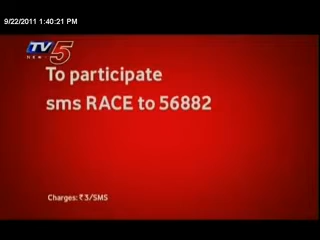 9/22/2011 1:40:21 PM
TV5
NEWS
To participate
sms RACE to 56882
Charges: ₹3/SMS